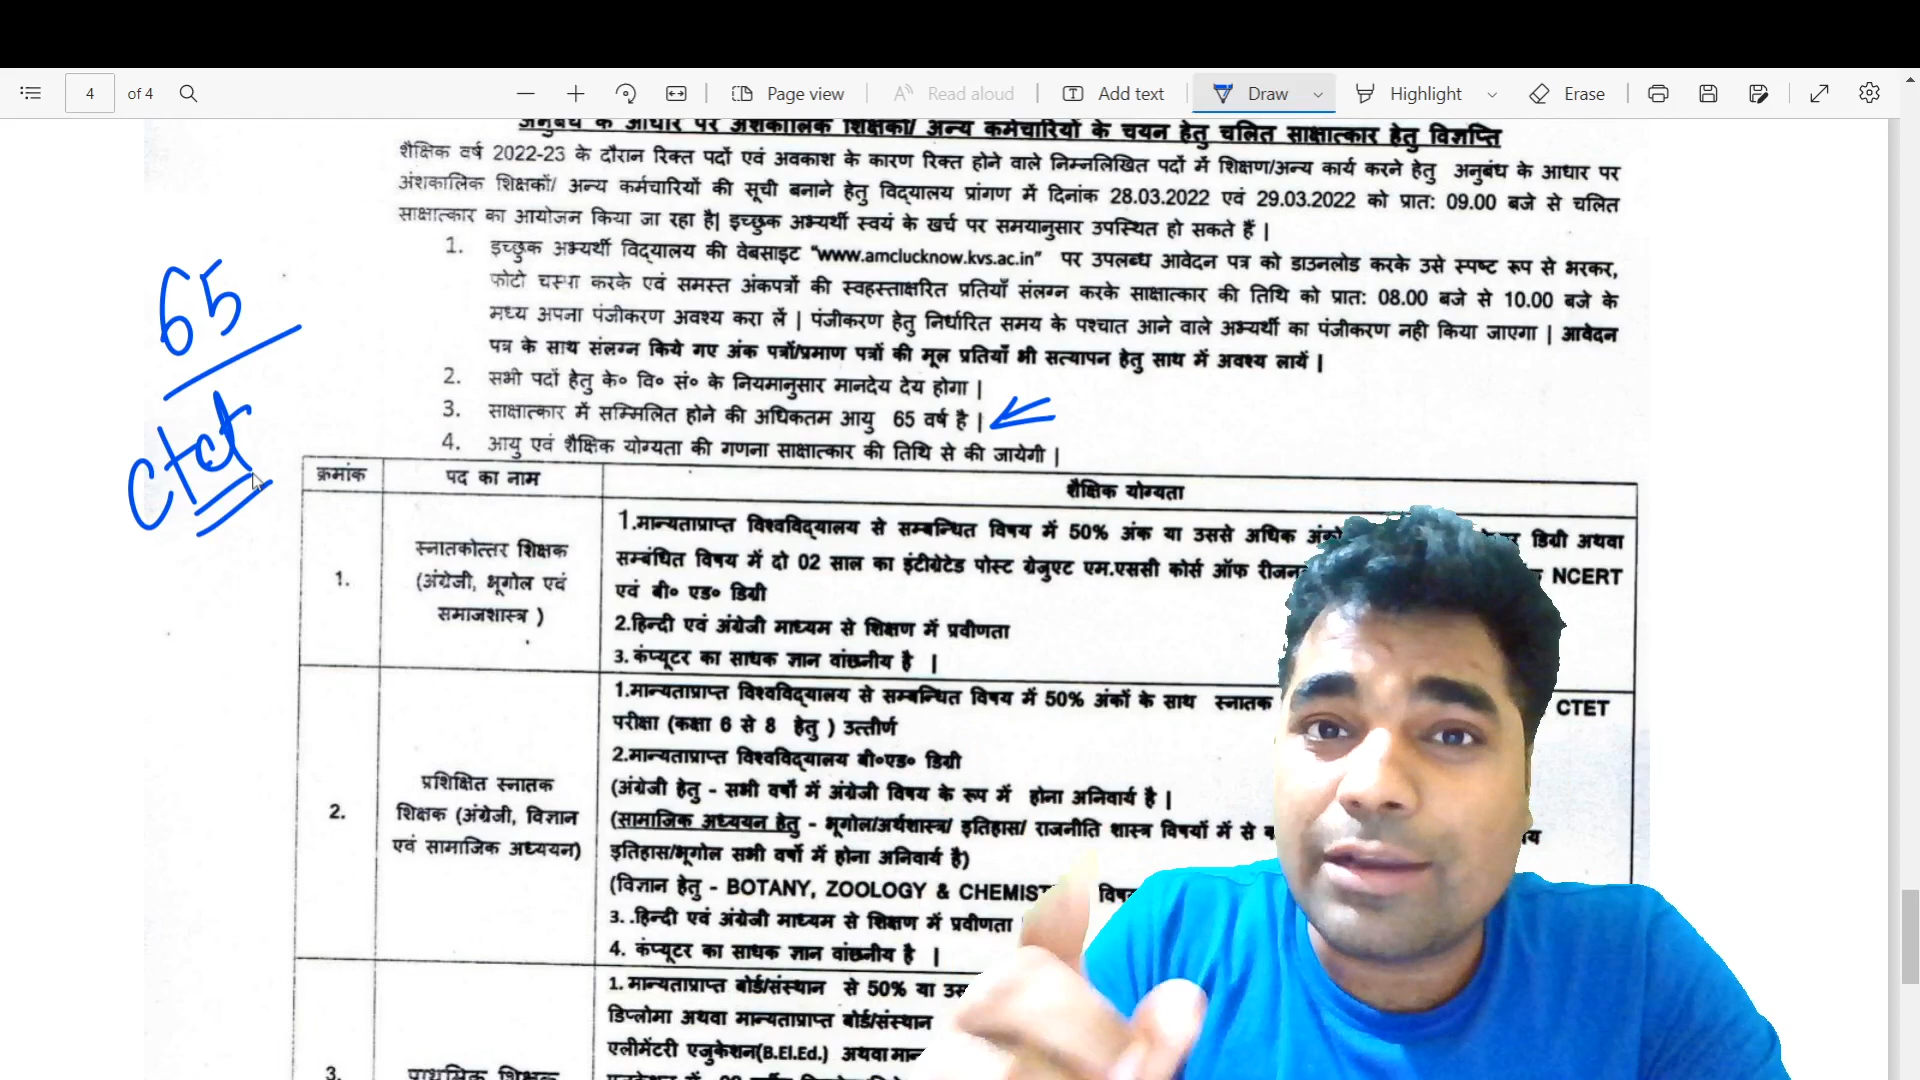 4 of 4 Page view Read aloud Add text Draw Highlight Erase
अनुबंध के आधार पर अंशकालिक शिक्षकों/ अन्य कर्मचारियों के चयन हेतु चलित साक्षात्कार हेतु विज्ञप्ति
शैक्षिक वर्ष 2022-23 के दौरान रिक्त पदों एवं अवकाश के कारण रिक्त होने वाले निम्नलिखित पदों में शिक्षण/अन्य कार्य करने हेतु अनुबंध के आधार पर
अंशकालिक शिक्षकों/ अन्य कर्मचारियों की सूची बनाने हेतु विद्यालय प्रांगण में दिनांक 28.03.2022 एवं 29.03.2022 को प्रात: 09.00 बजे से चलित
साक्षात्कार का आयोजन किया जा रहा है| इच्छुक अभ्यर्थी स्वयं के खर्च पर समयानुसार उपस्थित हो सकते हैं |
1. इच्छुक अभ्यर्थी विद्यालय की वेबसाइट "www.amclucknow.kvs.ac.in" पर उपलब्ध आवेदन पत्र को डाउनलोड करके उसे स्पष्ट रूप से भरकर,
फोटो चस्पा करके एवं समस्त अंकपत्रों की स्वहस्ताक्षरित प्रतियाँ संलग्न करके साक्षात्कार की तिथि को प्रात: 08.00 बजे से 10.00 बजे के
मध्य अपना पंजीकरण अवश्य करा लें | पंजीकरण हेतु निर्धारित समय के पश्चात आने वाले अभ्यर्थी का पंजीकरण नही किया जाएगा | आवेदन
पत्र के साथ संलग्न किये गए अंक पत्रों/प्रमाण पत्रों की मूल प्रतियाँ भी सत्यापन हेतु साथ में अवश्य लायें |
2. सभी पदों हेतु के० वि० सं० के नियमानुसार मानदेय देय होगा |
3. साक्षात्कार में सम्मिलित होने की अधिकतम आयु 65 वर्ष है |
4. आयु एवं शैक्षिक योग्यता की गणना साक्षात्कार की तिथि से की जायेगी |
65
ctet
क्रमांक पद का नाम शैक्षिक योग्यता
1. स्नातकोत्तर शिक्षक
(अंग्रेजी, भूगोल एवं
समाजशास्त्र )
1.मान्यताप्राप्त विश्वविद्यालय से सम्बन्धित विषय में 50% अंक या उससे अधिक डिग्री अथवा
सम्बंधित विषय में दो 02 साल का इंटीग्रेटेड पोस्ट ग्रेजुएट एम.एससी कोर्स ऑफ NCERT
एवं बी० एड० डिग्री
2.हिन्दी एवं अंग्रेजी माध्यम से शिक्षण में प्रवीणता
3. कंप्यूटर का साधक ज्ञान वांछनीय है |
2. प्रशिक्षित स्नातक
शिक्षक (अंग्रेजी, विज्ञान
एवं सामाजिक अध्ययन)
1.मान्यताप्राप्त विश्वविद्यालय से सम्बन्धित विषय में 50% अंकों के साथ स्नातक CTET
परीक्षा (कक्षा 6 से 8 हेतु ) उत्तीर्ण
2.मान्यताप्राप्त विश्वविद्यालय बी०एड० डिग्री
(अंग्रेजी हेतु - सभी वर्षो में अंग्रेजी विषय के रूप में होना अनिवार्य है |
(सामाजिक अध्ययन हेतु - भूगोल/अर्थशास्त्र/ इतिहास/ राजनीति शास्त्र विषयों में से
इतिहास/भूगोल सभी वर्षो में होना अनिवार्य है)
(विज्ञान हेतु - BOTANY, ZOOLOGY &
3. .हिन्दी एवं अंग्रेजी माध्यम से शिक्षण में प्रवीणता
4. कंप्यूटर का साधक ज्ञान वांछनीय है |
3. प्राथमिक शिक्षक
1. मान्यताप्राप्त बोर्ड/संस्थान से 50% या
डिप्लोमा अथवा मान्यताप्राप्त बोर्ड/संस्थान
एलीमेंटरी एजुकेशन(B.El.Ed.) अथवा